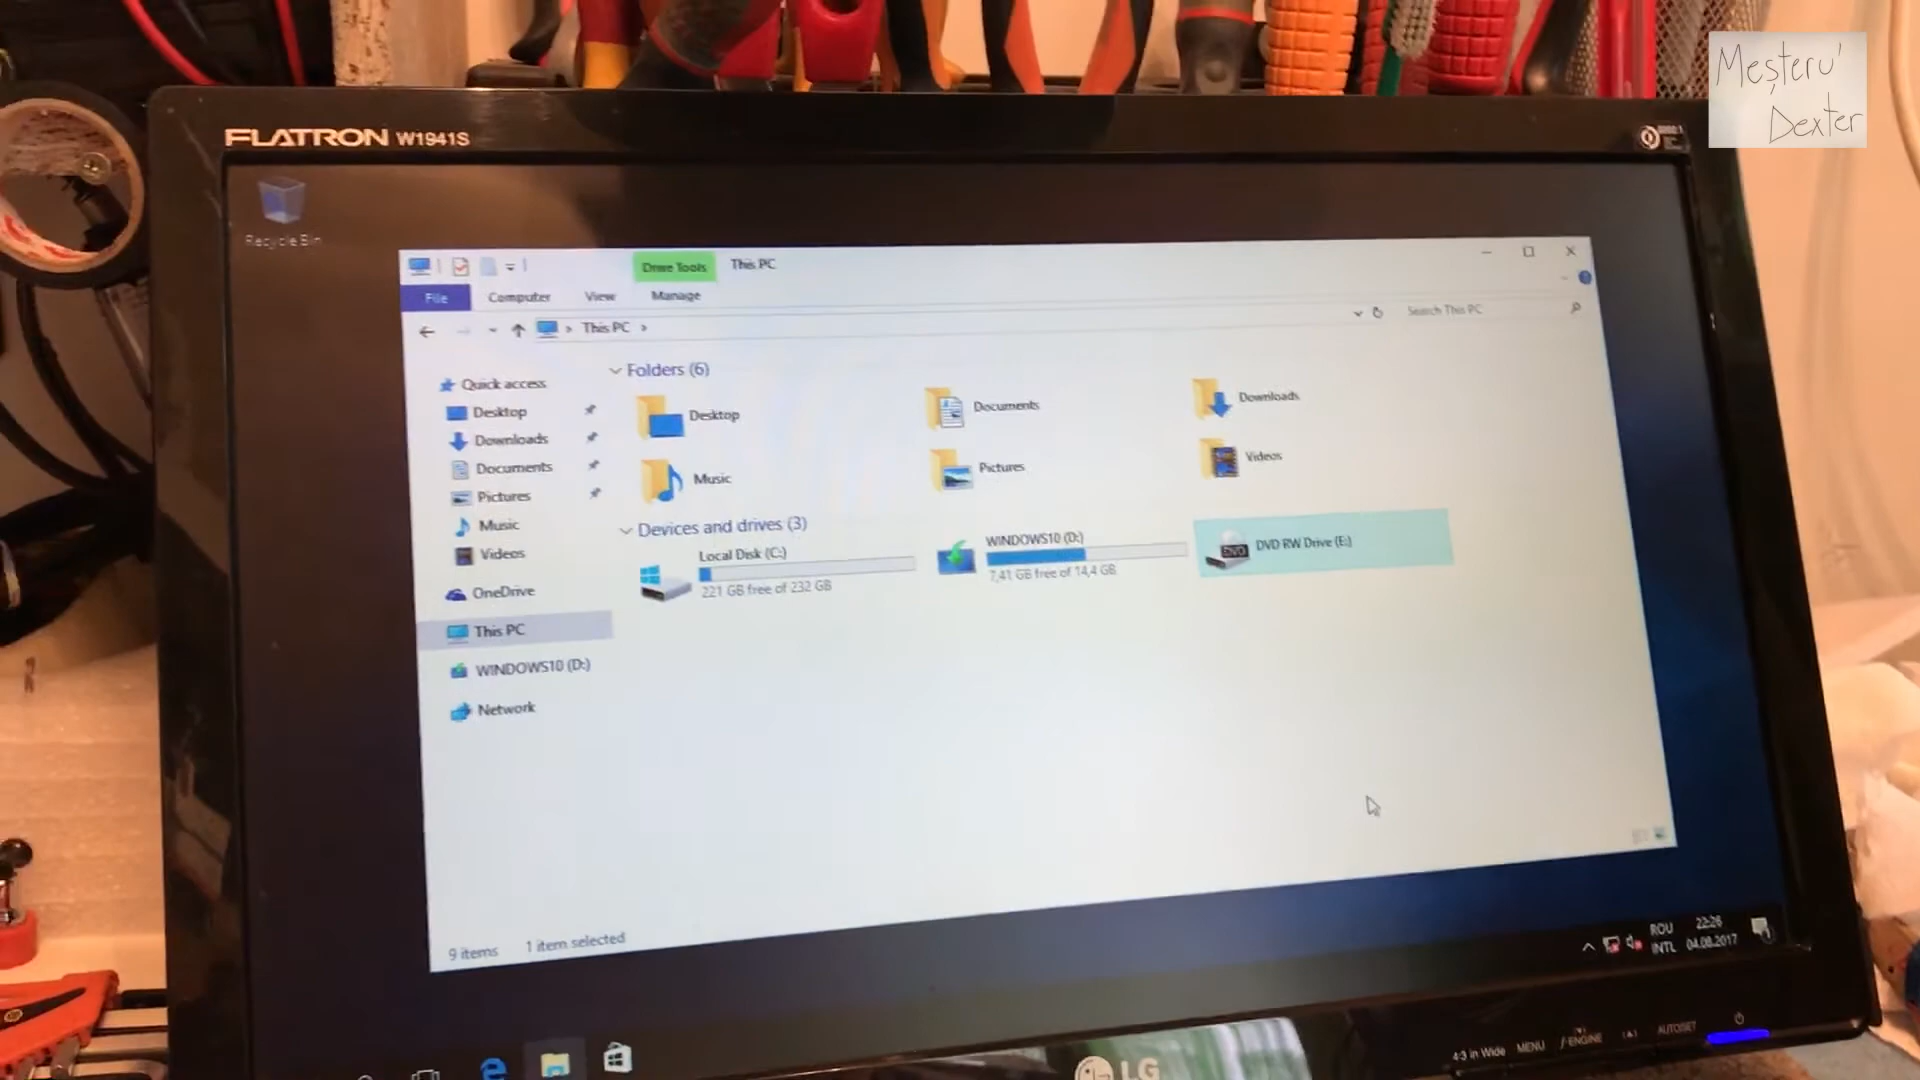 Meșteru'
Dexter
FLATRON W1941S
Recycle Bin
Drive Tools
This PC
File
Computer
View
Manage
This PC
Search This PC
Quick access
Desktop
Downloads
Documents
Pictures
Music
Videos
OneDrive
This PC
WINDOWS10 (D:)
Network
Folders (6)
Desktop
Documents
Downloads
Music
Pictures
Videos
Devices and drives (3)
Local Disk (C:)
221 GB free of 232 GB
WINDOWS10 (D:)
7,41 GB free of 14,4 GB
DVD
DVD RW Drive (E:)
9 items
1 item selected
ROU
INTL
22:26
04.08.2017
4:3 in Wide
MENU
f-ENGINE
AUTO/SET
LG